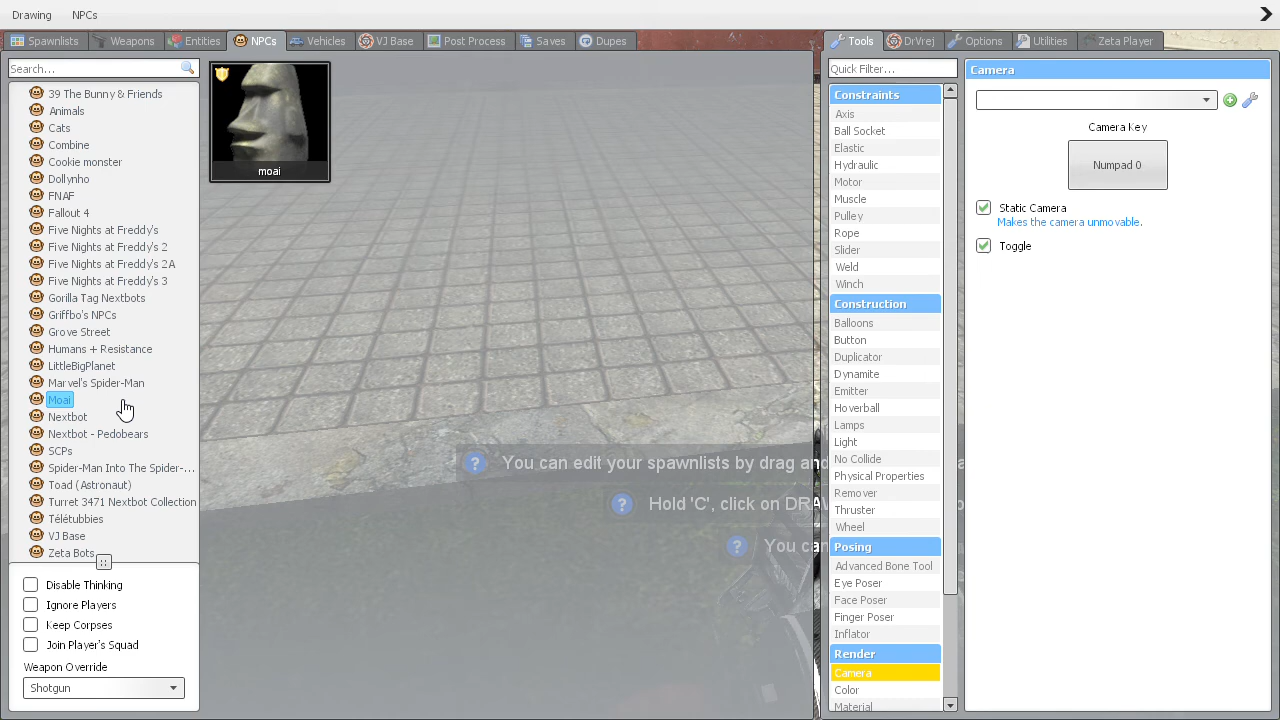 Drawing NPCs
Spawnlists Weapons Entities NPCs Vehicles VJ Base Post Process Saves Dupes
Tools DrVrej Options Utilities Zeta Player
Search...
39 The Bunny & Friends
Animals
Cats
Combine
Cookie monster
Dollynho
FNAF
Fallout 4
Five Nights at Freddy's
Five Nights at Freddy's 2
Five Nights at Freddy's 2A
Five Nights at Freddy's 3
Gorilla Tag Nextbots
Griffbo's NPCs
Grove Street
Humans + Resistance
LittleBigPlanet
Marvel's Spider-Man
Moai
Nextbot
Nextbot - Pedobears
SCPs
Spider-Man Into The Spider-...
Toad (Astronaut)
Turret 3471 Nextbot Collection
Télétubbies
VJ Base
Zeta Bots
Disable Thinking
Ignore Players
Keep Corpses
Join Player's Squad
Weapon Override
Shotgun
moai
You can edit your spawnlists by drag and
Hold 'C', click on DRA
You can
Quick Filter...
Constraints
Axis
Ball Socket
Elastic
Hydraulic
Motor
Muscle
Pulley
Rope
Slider
Weld
Winch
Construction
Balloons
Button
Duplicator
Dynamite
Emitter
Hoverball
Lamps
Light
No Collide
Physical Properties
Remover
Thruster
Wheel
Posing
Advanced Bone Tool
Eye Poser
Face Poser
Finger Poser
Inflator
Render
Camera
Color
Material
Camera
Camera Key
Numpad 0
Static Camera
Makes the camera unmovable.
Toggle